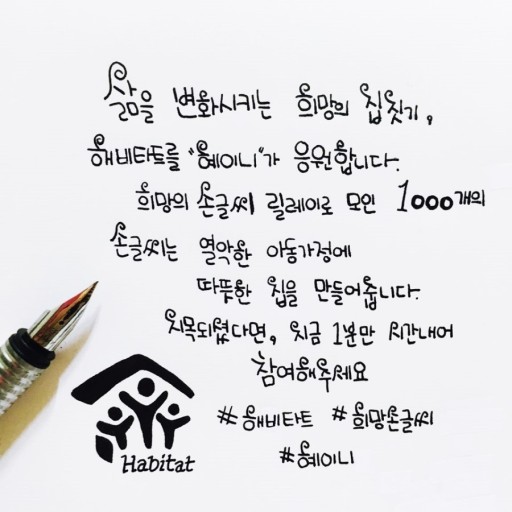 삶을 변화시키는 희망의 집짓기,
해비타트를 "혜이니"가 응원합니다.
희망의 손글씨 릴레이로 모인 1000개의
손글씨는 열악한 아동가정에
따뜻한 집을 만들어줍니다.
지목되셨다면, 지금 1분만 시간내어
참여해주세요
#해비타트 #희망손글씨
#혜이니
Habitat